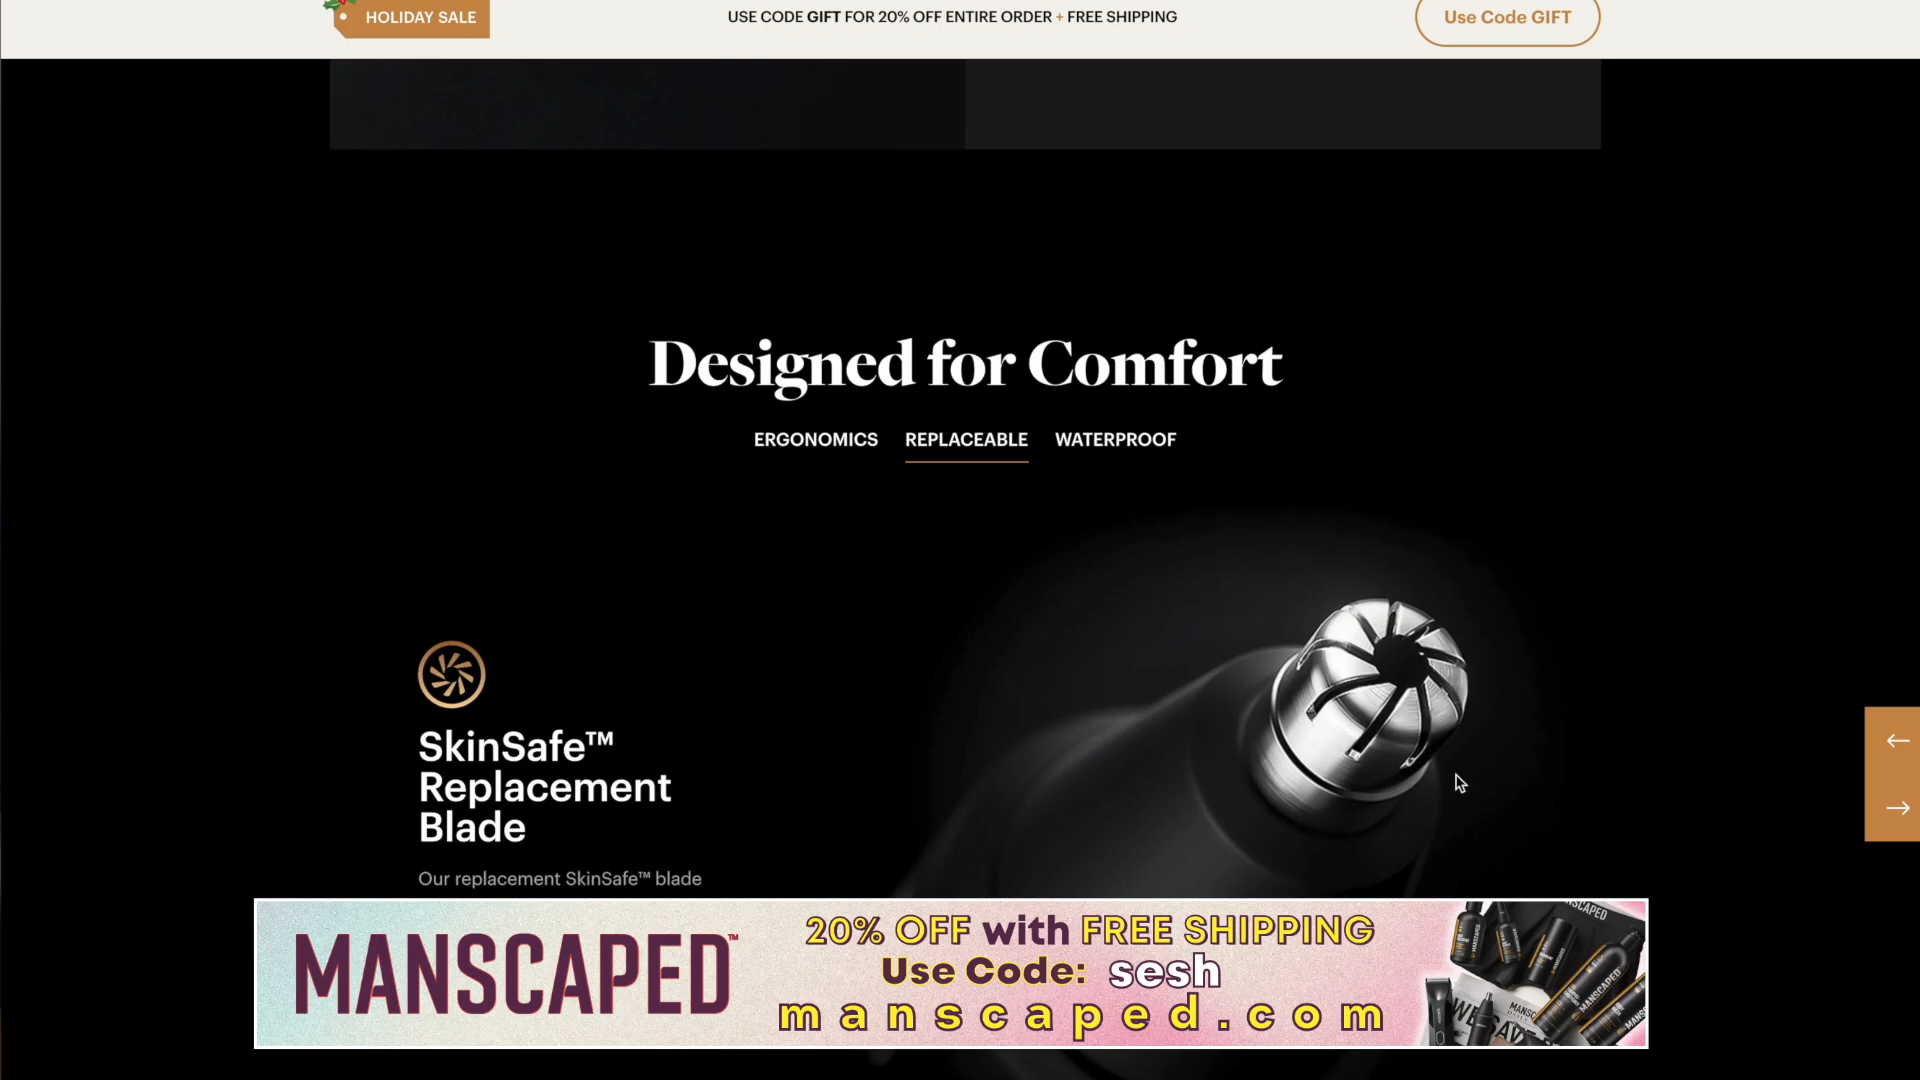 HOLIDAY SALE
USE CODE GIFT FOR 20% OFF ENTIRE ORDER + FREE SHIPPING
Use Code GIFT
Designed for Comfort
ERGONOMICS REPLACEABLE WATERPROOF
SkinSafe™
Replacement
Blade
Our replacement SkinSafe™ blade
MANSCAPED™
20% OFF with FREE SHIPPING
Use Code: sesh
manscaped.com
MANSCAPED